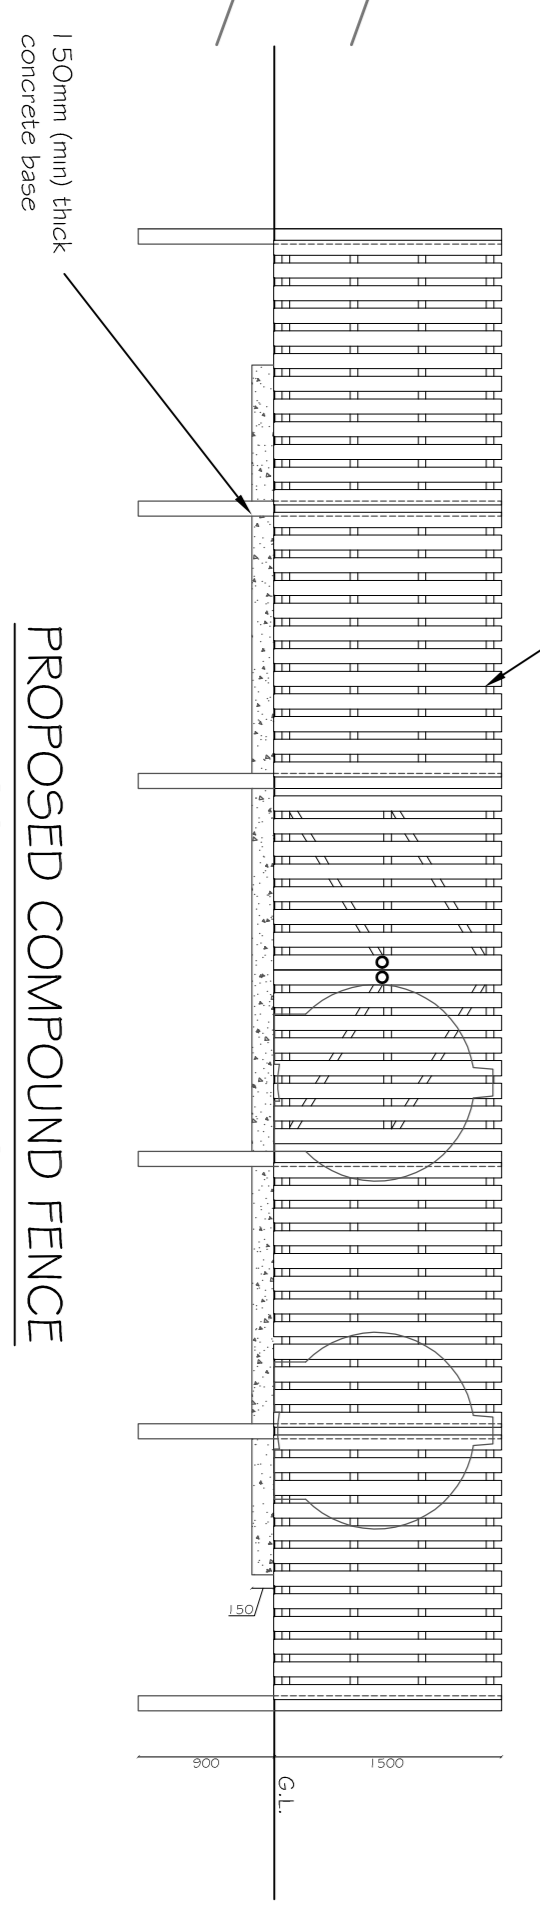 150mm (min) thick
concrete base
150
900
1500
G.L.
PROPOSED COMPOUND FENCE